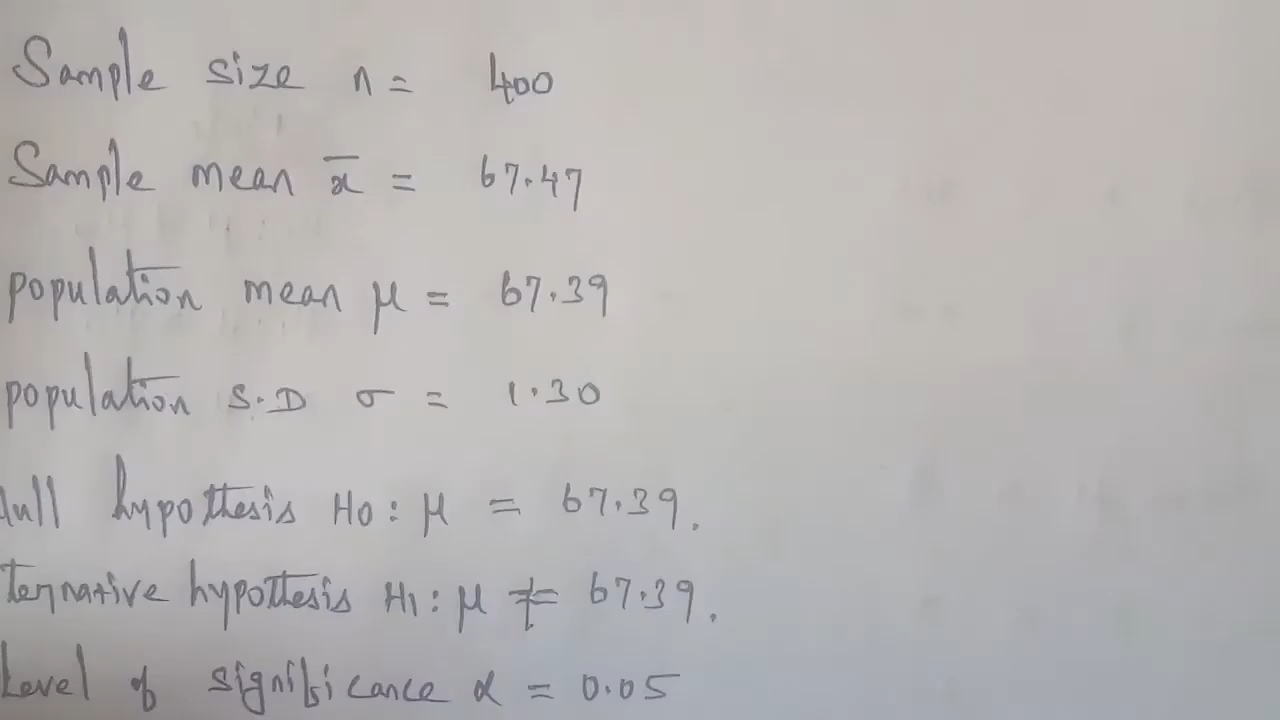 Sample size n = 400
Sample mean x̄ = 67.47
population mean μ = 67.39
population S.D σ = 1.30
Null hypothesis H0 : μ = 67.39.
ternative hypothesis H1 : μ ≠ 67.39.
Level of significance α = 0.05